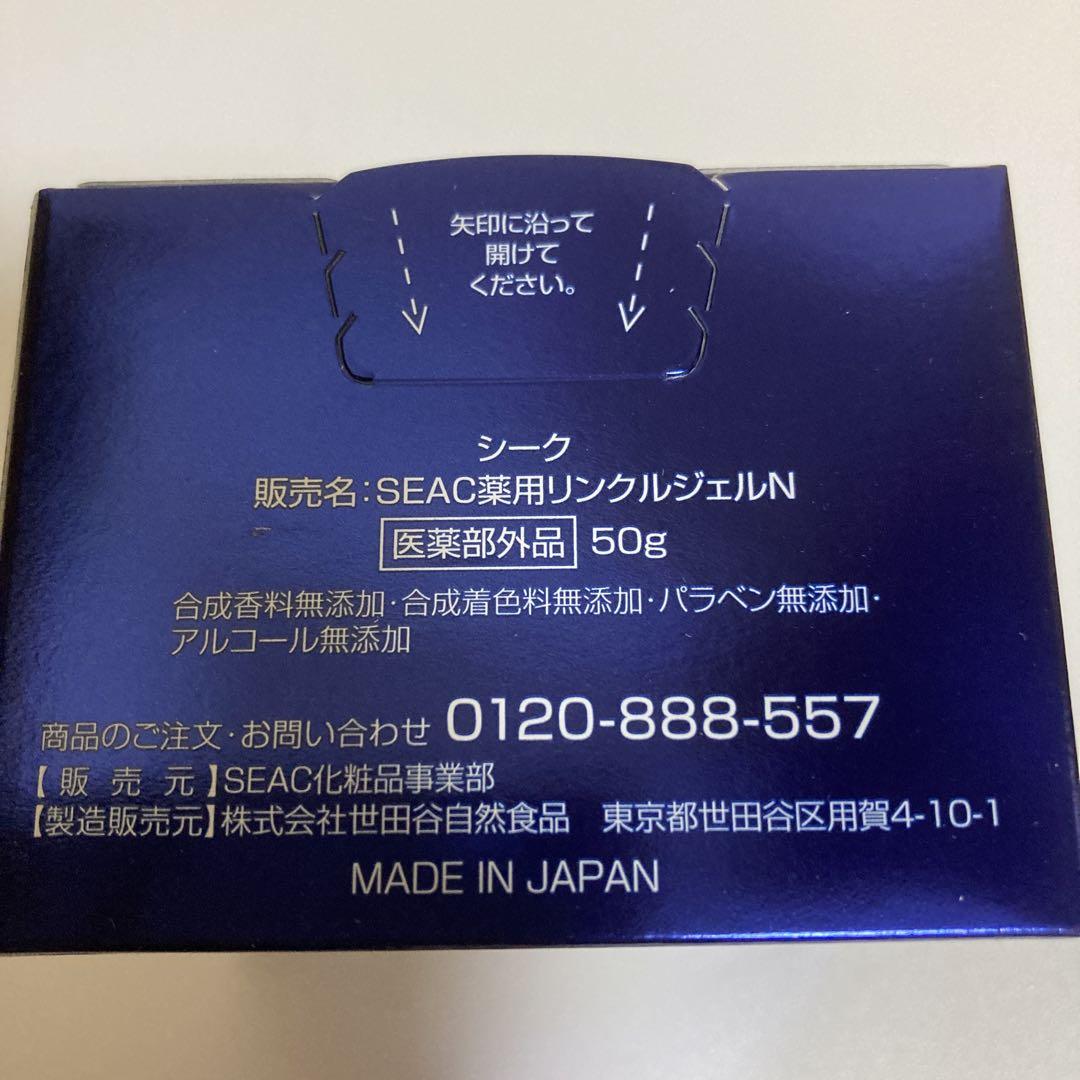 矢印に沿って
開けて
ください。
シーク
販売名：SEAC薬用リンクルジェルN
医薬部外品 50g
合成香料無添加・合成着色料無添加・パラベン無添加・
アルコール無添加
商品のご注文・お問い合わせ 0120-888-557
【販売元】SEAC化粧品事業部
【製造販売元】株式会社世田谷自然食品 東京都世田谷区用賀4-10-1
MADE IN JAPAN